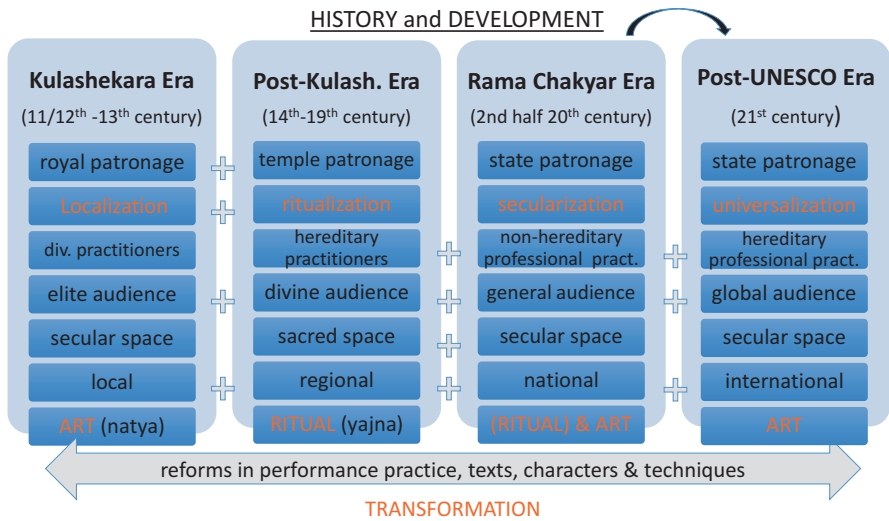 HISTORY and DEVELOPMENT
Kulashekara Era
(11/12th -13th century)
royal patronage
Localization
div. practitioners
elite audience
secular space
local
ART (natya)
Post-Kulash. Era
(14th-19th century)
temple patronage
ritualization
hereditary
practitioners
divine audience
sacred space
regional
RITUAL (yajna)
Rama Chakyar Era
(2nd half 20th century)
state patronage
secularization
non-hereditary
professional pract.
general audience
secular space
national
(RITUAL) & ART
Post-UNESCO Era
(21st century)
state patronage
universalization
hereditary
professional pract.
global audience
secular space
international
ART
reforms in performance practice, texts, characters & techniques
TRANSFORMATION